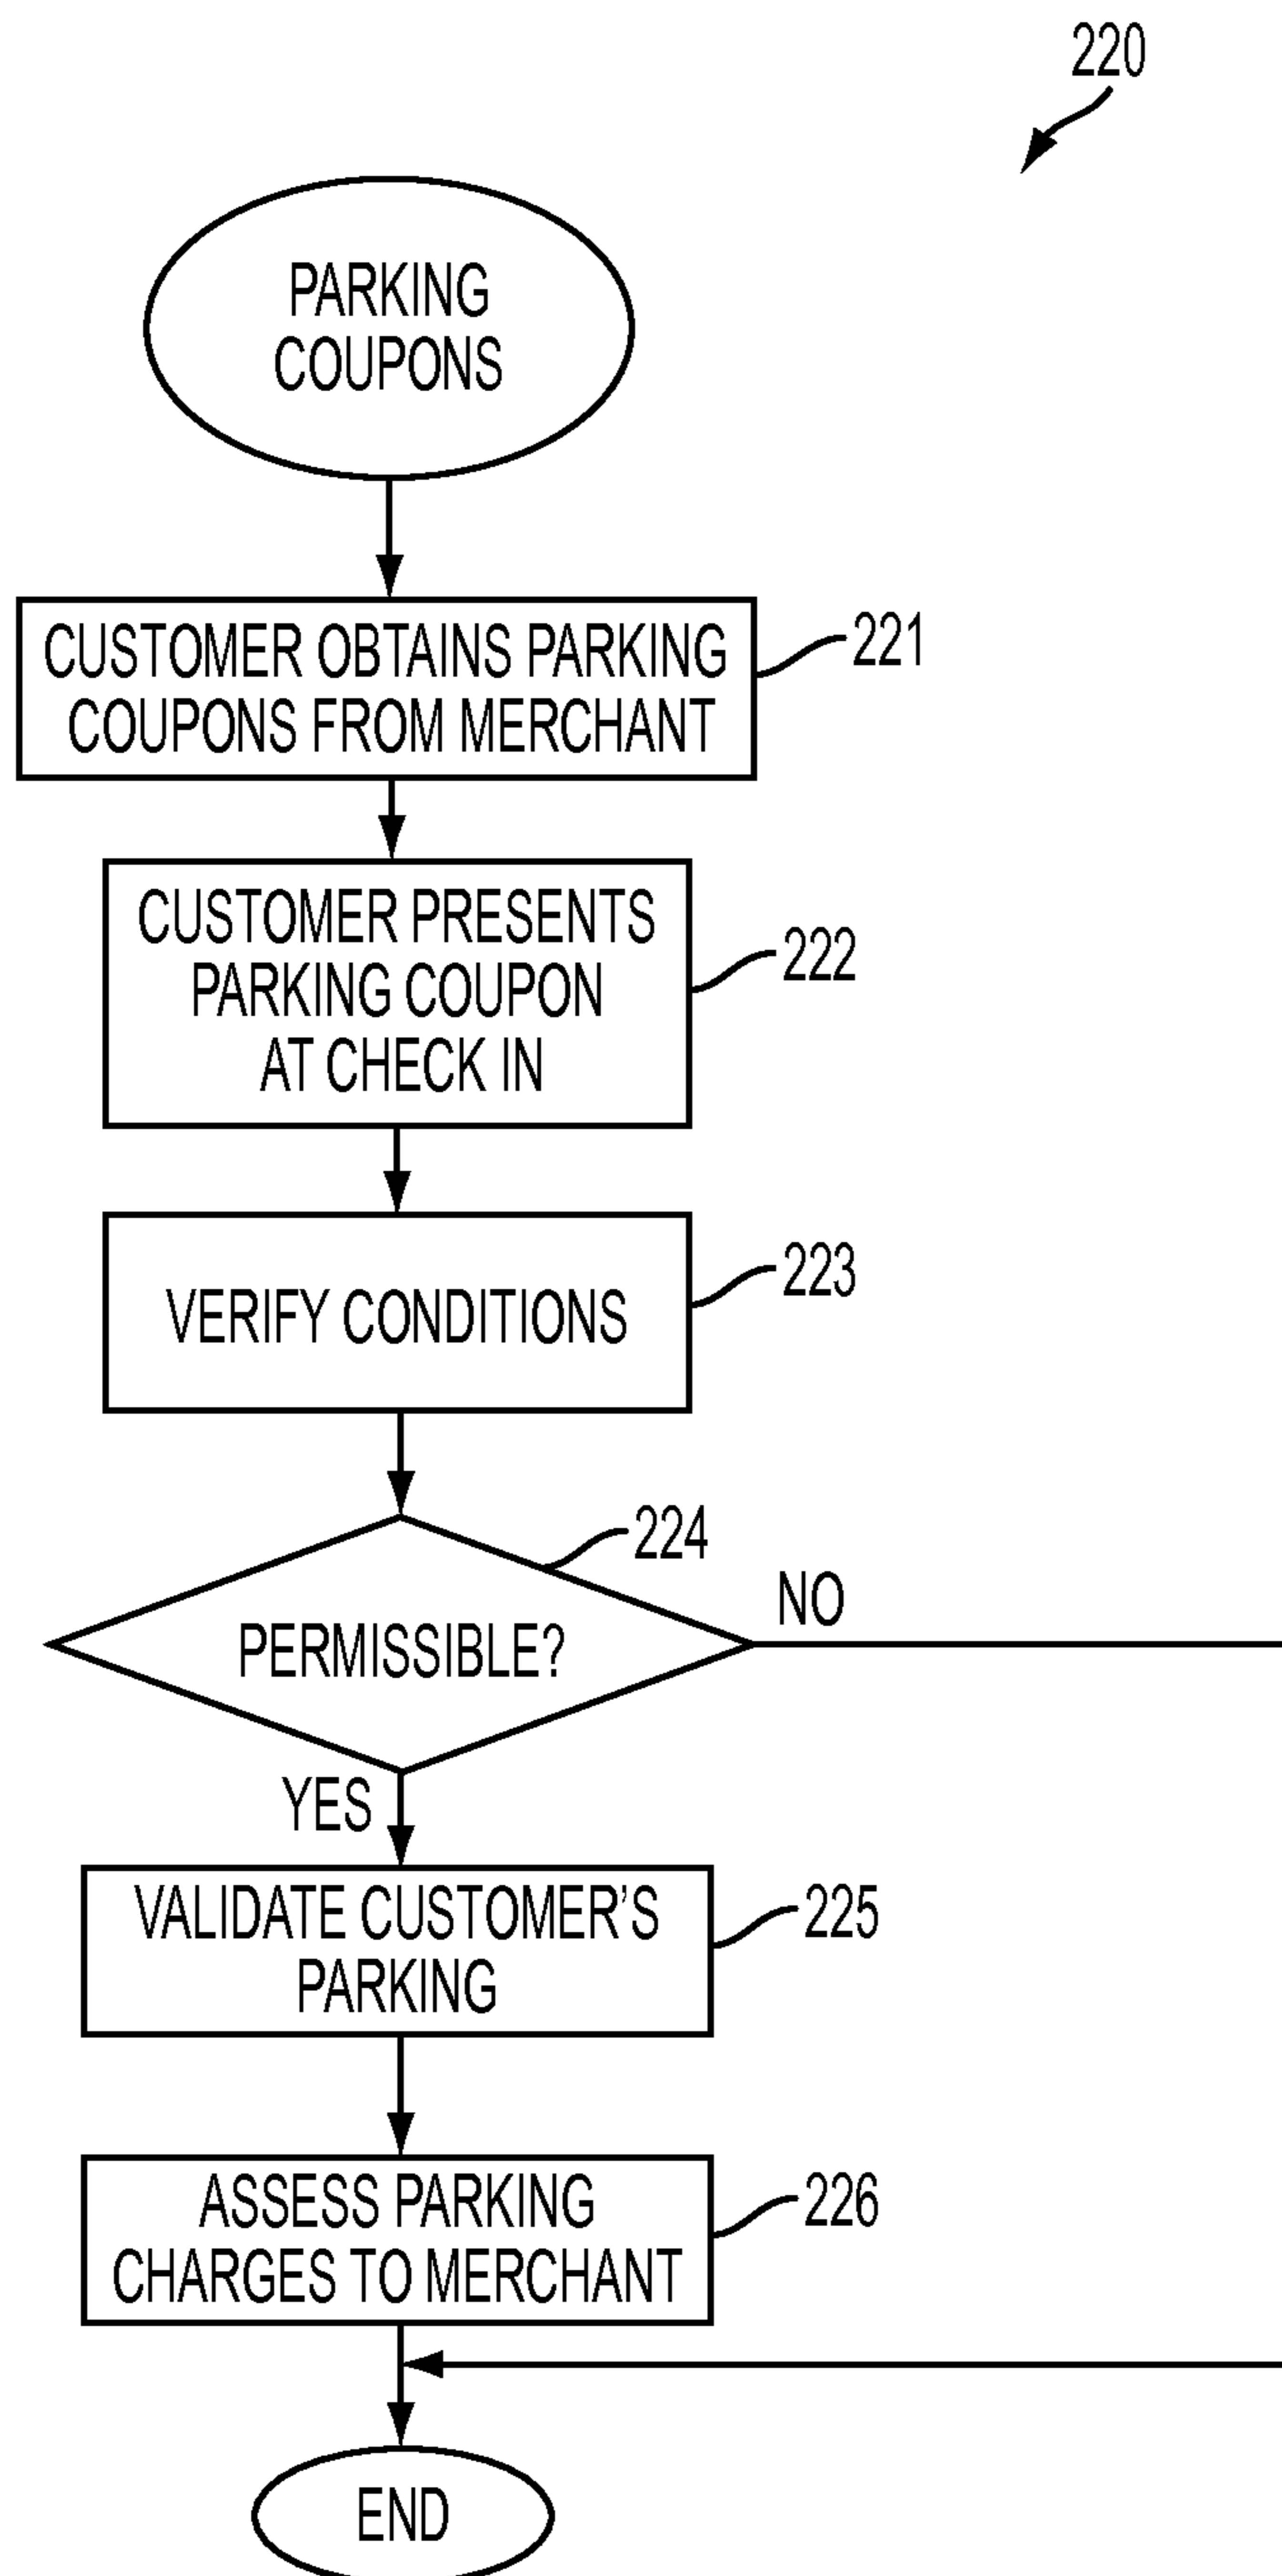 220
PARKING
COUPONS
CUSTOMER OBTAINS PARKING
COUPONS FROM MERCHANT
221
CUSTOMER PRESENTS
PARKING COUPON
AT CHECK IN
222
VERIFY CONDITIONS
223
224
PERMISSIBLE?
NO
YES
VALIDATE CUSTOMER'S
PARKING
225
ASSESS PARKING
CHARGES TO MERCHANT
226
END